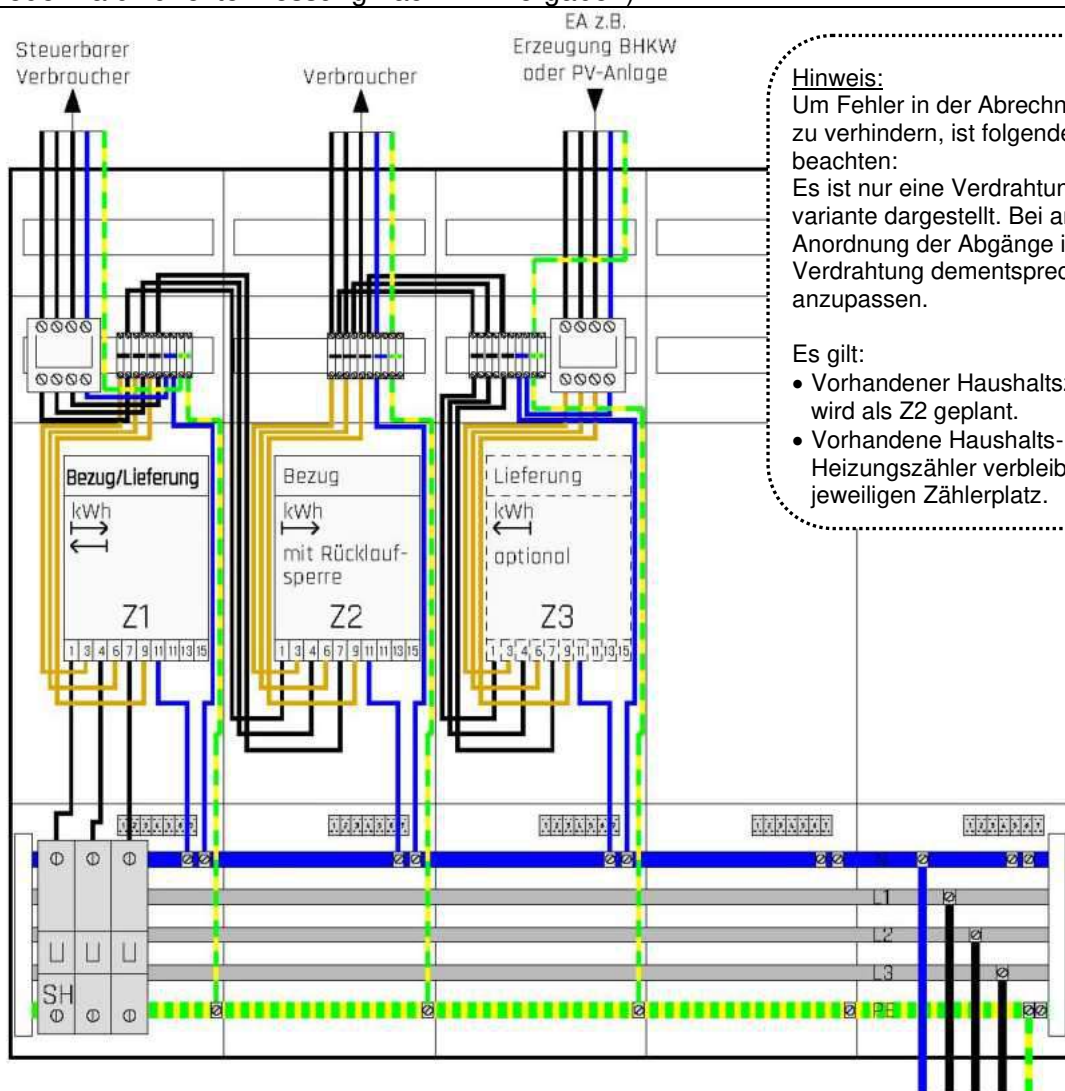 Steuerbarer
Verbraucher
Verbraucher
EA z.B.
Erzeugung BHKW
oder PV-Anlage
Hinweis:
Um Fehler in der Abrechn
zu verhindern, ist folgende
beachten:
Es ist nur eine Verdrahtun
variante dargestellt. Bei a
Anordnung der Abgänge i
Verdrahtung dementsprec
anzupassen.
Es gilt:
• Vorhandener Haushalts
wird als Z2 geplant.
• Vorhandene Haushalts-
Heizungszähler verbleib
jeweiligen Zählerplatz.
Bezug/Lieferung
kWh
Z1
1 3 4 6 7 9 11 11 13 15
Bezug
kWh
mit Rücklauf-
sperre
Z2
1 3 4 6 7 9 11 11 13 15
Lieferung
kWh
optional
Z3
1 3 4 6 7 9 11 11 13 15
N
L1
L2
L3
PE
SH